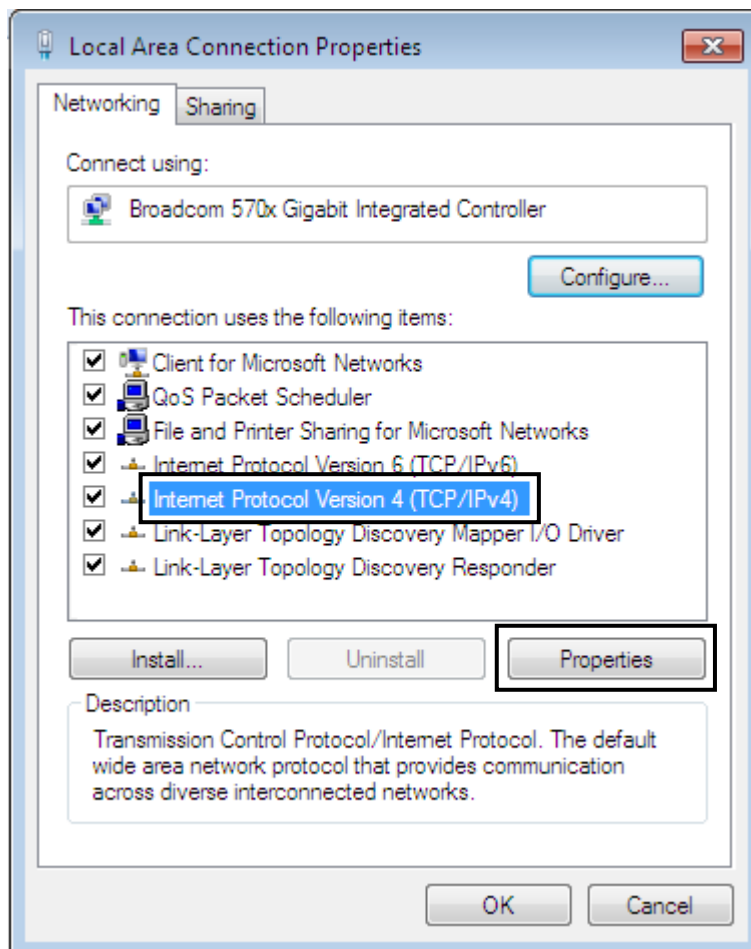 Local Area Connection Properties
Networking
Sharing
Connect using:
Broadcom 570x Gigabit Integrated Controller
Configure...
This connection uses the following items:
Client for Microsoft Networks
QoS Packet Scheduler
File and Printer Sharing for Microsoft Networks
Internet Protocol Version 6 (TCP/IPv6)
Internet Protocol Version 4 (TCP/IPv4)
Link-Layer Topology Discovery Mapper I/O Driver
Link-Layer Topology Discovery Responder
Install...
Uninstall
Properties
Description
Transmission Control Protocol/Internet Protocol. The default
wide area network protocol that provides communication
across diverse interconnected networks.
OK
Cancel